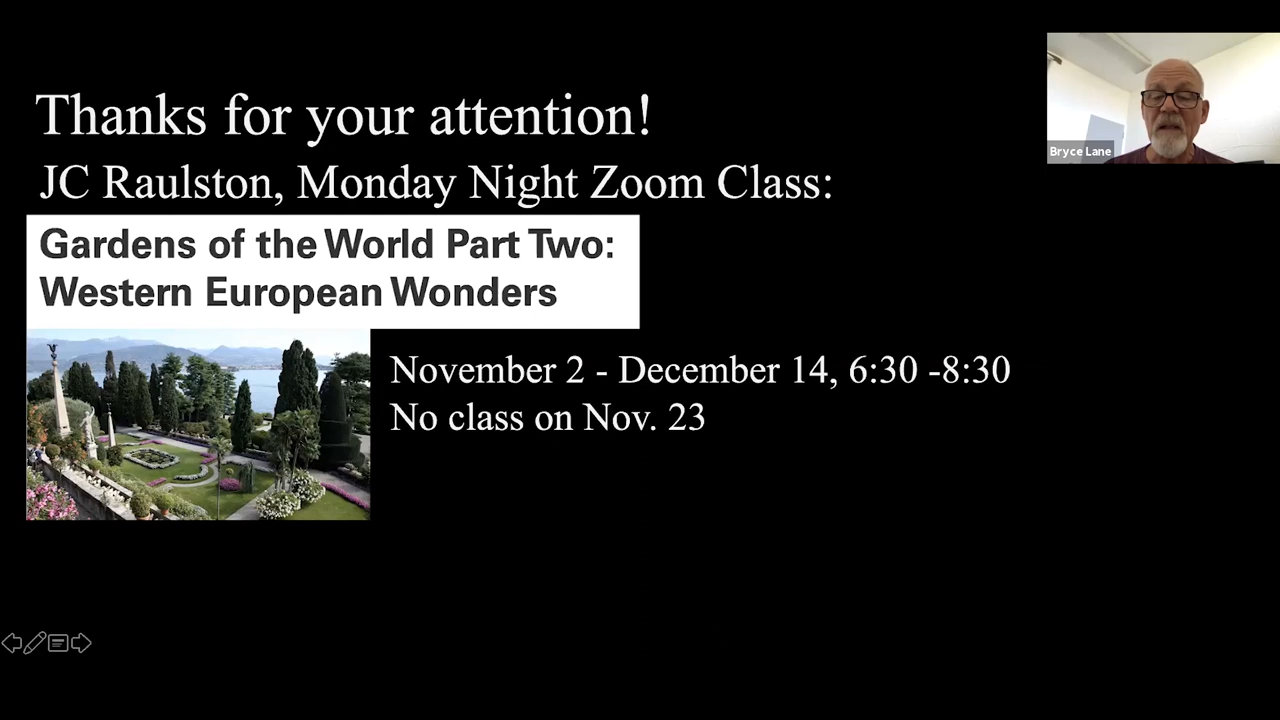 Thanks for your attention!
JC Raulston, Monday Night Zoom Class:
Gardens of the World Part Two:
Western European Wonders
November 2 - December 14, 6:30 -8:30
No class on Nov. 23
Bryce Lane